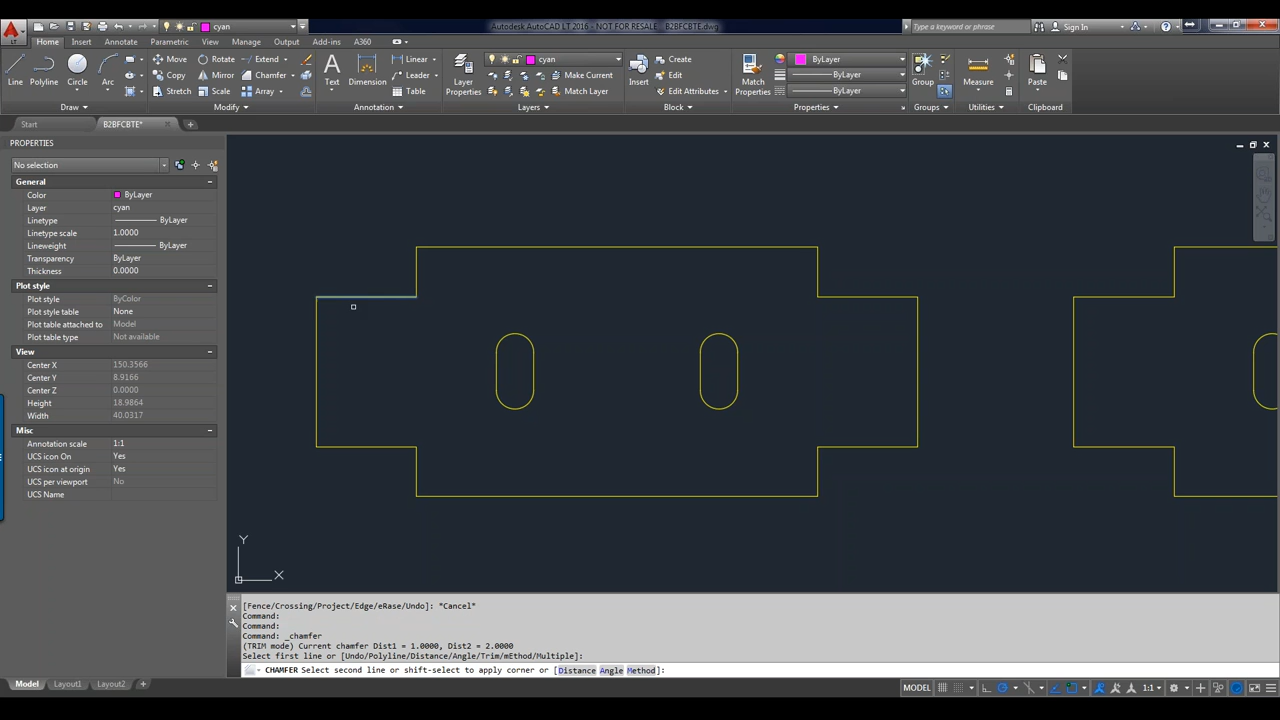 cyan
Autodesk AutoCAD LT 2016 - NOT FOR RESALE B2BFCBTE.dwg
Type a keyword or phrase
Sign In
LT
Home Insert Annotate Parametric View Manage Output Add-ins A360
Line Polyline Circle Arc
Move Rotate Extend
Copy Mirror Chamfer
Stretch Scale Array
Text Dimension
Linear
Leader
Table
Layer
Properties
cyan
Make Current
Match Layer
Insert
Create
Edit
Edit Attributes
Match
Properties
ByLayer
ByLayer
ByLayer
Group
Measure
Paste
Draw Modify Annotation Layers Block Properties Groups Utilities Clipboard
Start B2BFCBTE*
PROPERTIES
No selection
General
Color ByLayer
Layer cyan
Linetype ByLayer
Linetype scale 1.0000
Lineweight ByLayer
Transparency ByLayer
Thickness 0.0000
Plot style
Plot style ByColor
Plot style table None
Plot table attached to Model
Plot table type Not available
View
Center X 150.3566
Center Y 8.9166
Center Z 0.0000
Height 18.9864
Width 40.0317
Misc
Annotation scale 1:1
UCS icon On Yes
UCS icon at origin Yes
UCS per viewport No
UCS Name
Y
X
[Fence/Crossing/Project/Edge/eRase/Undo]: *Cancel*
Command:
Command:
Command: _chamfer
(TRIM mode) Current chamfer Dist1 = 1.0000, Dist2 = 2.0000
Select first line or [Undo/Polyline/Distance/Angle/Trim/mEthod/Multiple]:
- CHAMFER Select second line or shift-select to apply corner or [Distance Angle Method]:
Model Layout1 Layout2
MODEL 1:1